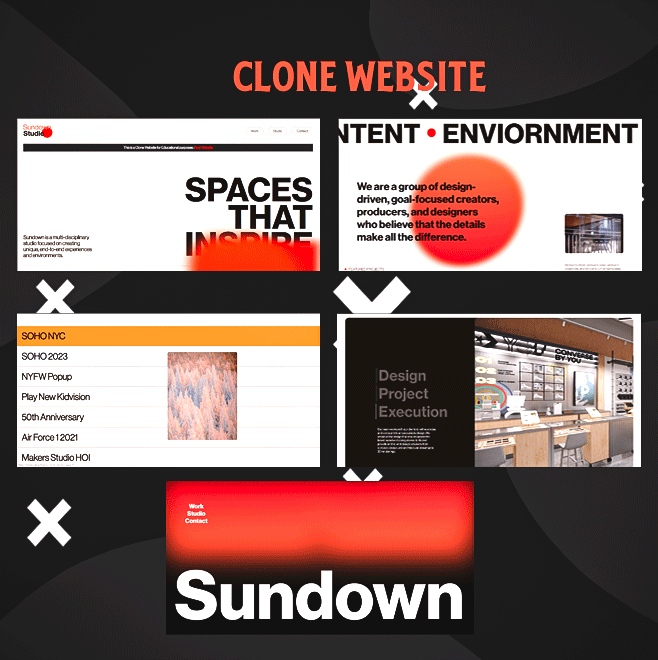 CLONE WEBSITE
Sundown
Studio
Work
Studio
Contact
This is a Clone Website for Educational purposes
SPACES
THAT
INSPIRE
Sundown is a multi-disciplinary
studio focused on creating
unique, end-to-end experiences
and environments.
NTENT • ENVIORNMENT
We are a group of design-
driven, goal-focused creators,
producers, and designers
who believe that the details
make all the difference.
FEATURED PROJECTS
SOHO NYC
SOHO 2023
NYFW Popup
Play New Kidvision
50th Anniversary
Air Force 1 2021
Makers Studio HOI
Design
Project
Execution
CONVERSE
BY YOU
Work
Studio
Contact
Sundown